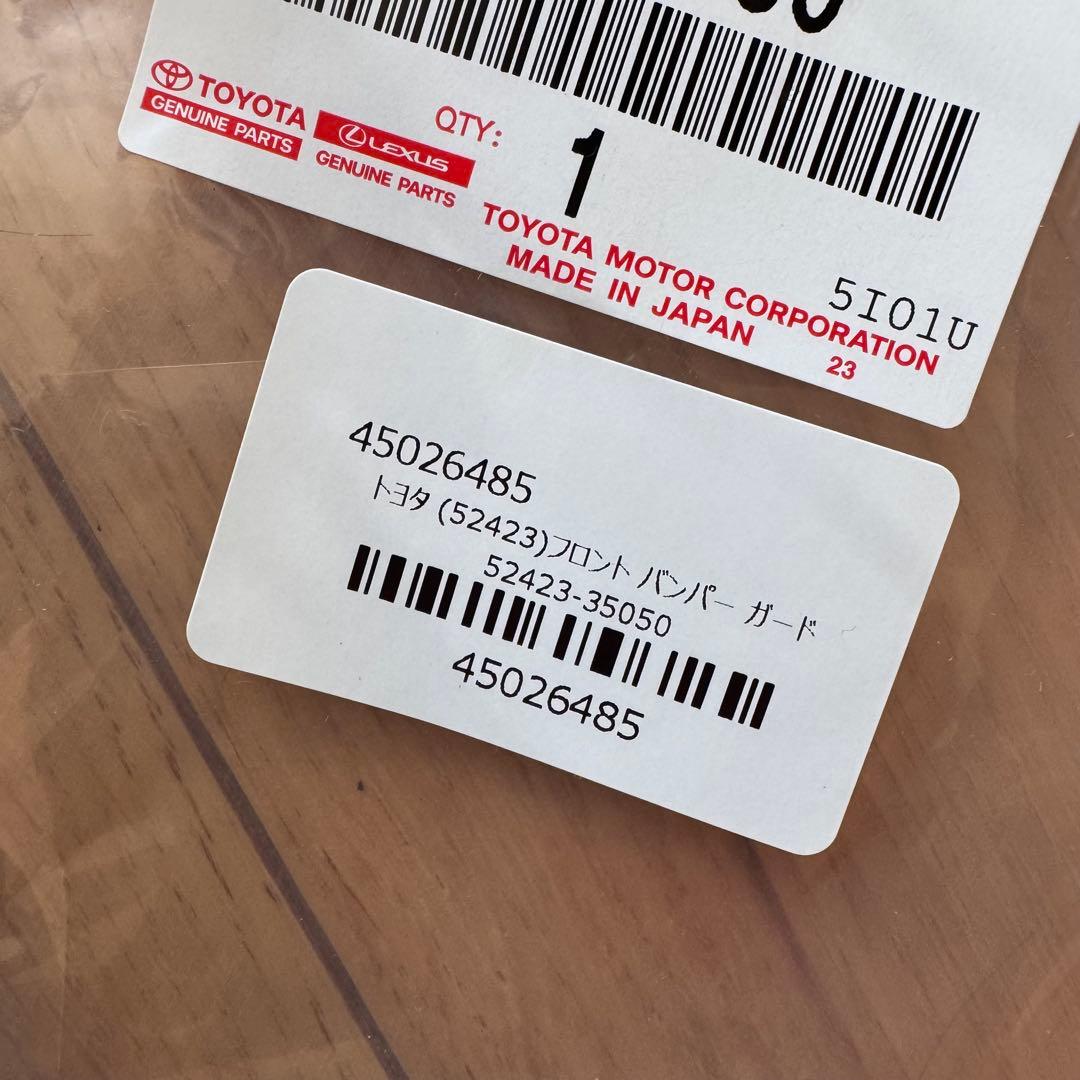 TOYOTA
GENUINE PARTS
LEXUS
GENUINE PARTS
QTY:
1
TOYOTA MOTOR CORPORATION
MADE IN JAPAN
23
5I01U
45026485
トヨタ (52423)フロント バンパー ガード
52423-35050
45026485